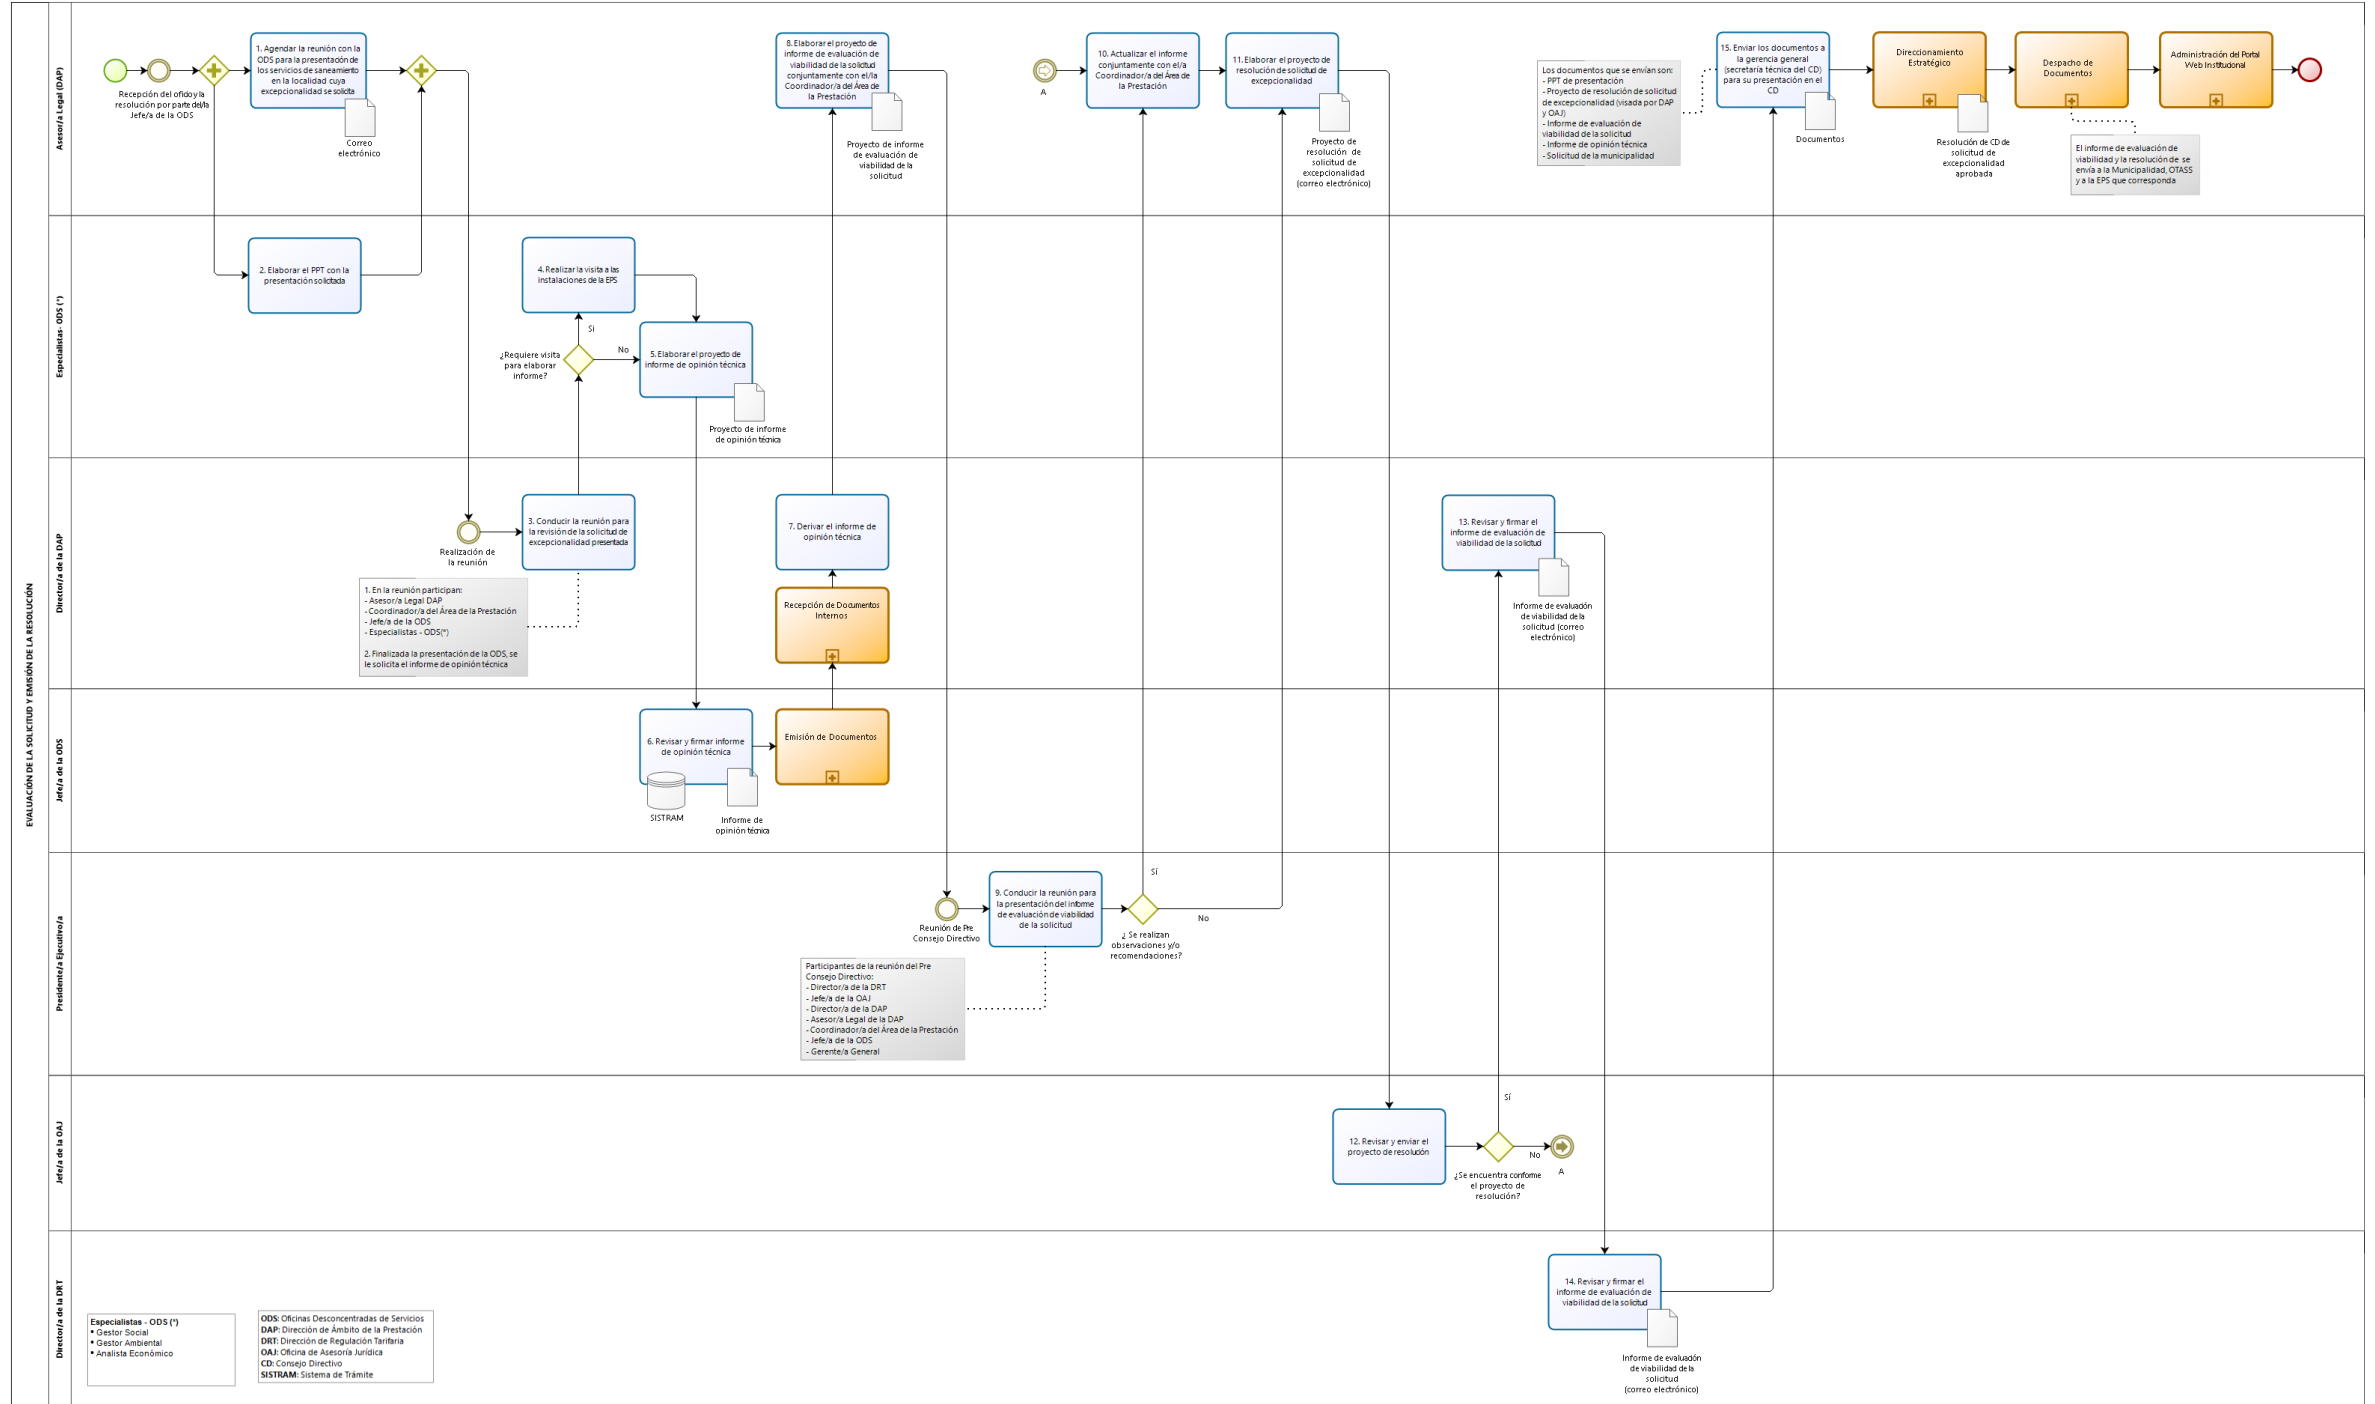 EVALUACIÓN DE LA SOLICITUD Y EMISIÓN DE LA RESOLUCIÓN
Asesor/a Legal (DAP)
Recepción del oficio y la
resolución por parte del/la
Jefe/a de la ODS
1. Agendar la reunión con la
ODS para la presentación de
los servicios de saneamiento
en la localidad cuya
excepcionalidad se solicita
Correo
electrónico
8. Elaborar el proyecto de
informe de evaluación de
viabilidad de la solicitud
conjuntamente con el/la
Coordinador/a del Área de
la Prestación
Proyecto de informe
de evaluación de
viabilidad de la
solicitud
A
10. Actualizar el informe
conjuntamente con el/a
Coordinador/a del Área de
la Prestación
11. Elaborar el proyecto de
resolución de solicitud de
excepcionalidad
Proyecto de
resolución de
solicitud de
excepcionalidad
(correo electrónico)
Los documentos que se envían son:
- PPT de presentación
- Proyecto de resolución de solicitud
de excepcionalidad (visada por DAP
y OAJ)
- Informe de evaluación de
viabilidad de la solicitud
- Informe de opinión técnica
- Solicitud de la municipalidad
15. Enviar los documentos a
la gerencia general
(secretaría técnica del CD)
para su presentación en el
CD
Documentos
Direccionamiento
Estratégico
Resolución de CD de
solicitud de
excepcionalidad
aprobada
Despacho de
Documentos
El informe de evaluación de
viabilidad y la resolución de se
envía a la Municipalidad, OTASS
y a la EPS que corresponda
Administración del Portal
Web Institucional
Especialistas- ODS (*)
2. Elaborar el PPT con la
presentación solicitada
4. Realizar la visita a las
instalaciones de la EPS
Si
¿Requiere visita
para elaborar
informe?
No
5. Elaborar el proyecto de
informe de opinión técnica
Proyecto de informe
de opinión técnica
Director/a de la DAP
Realización de
la reunión
3. Conducir la reunión para
la revisión de la solicitud de
excepcionalidad presentada
1. En la reunión participan:
- Asesor/a Legal DAP
- Coordinador/a del Área de la Prestación
- Jefe/a de la ODS
- Especialistas - ODS(*)
2. Finalizada la presentación de la ODS, se
le solicita el informe de opinión técnica
7. Derivar el informe de
opinión técnica
Recepción de Documentos
Internos
13. Revisar y firmar el
informe de evaluación de
viabilidad de la solicitud
Informe de evaluación
de viabilidad de la
solicitud (correo
electrónico)
Jefe/a de la ODS
6. Revisar y firmar informe
de opinión técnica
SISTRAM
Informe de
opinión técnica
Emisión de Documentos
Presidente/a Ejecutivo/a
Reunión de Pre
Consejo Directivo
9. Conducir la reunión para
la presentación del informe
de evaluación de viabilidad
de la solicitud
Sí
No
¿ Se realizan
observaciones y/o
recomendaciones?
Participantes de la reunión del Pre
Consejo Directivo:
- Director/a de la DRT
- Jefe/a de la OAJ
- Director/a de la DAP
- Asesor/a Legal de la DAP
- Coordinador/a del Área de la Prestación
- Jefe/a de la ODS
- Gerente/a General
Jefe/a de la OAJ
12. Revisar y enviar el
proyecto de resolución
Sí
No
¿Se encuentra conforme
el proyecto de
resolución?
A
Director/a de la DRT
14. Revisar y firmar el
informe de evaluación de
viabilidad de la solicitud
Informe de evaluación
de viabilidad de la
solicitud
(correo electrónico)
Especialistas - ODS (*)
• Gestor Social
• Gestor Ambiental
• Analista Económico
ODS: Oficinas Desconcentradas de Servicios
DAP: Dirección de Ámbito de la Prestación
DRT: Dirección de Regulación Tarifaria
OAJ: Oficina de Asesoría Jurídica
CD: Consejo Directivo
SISTRAM: Sistema de Trámite